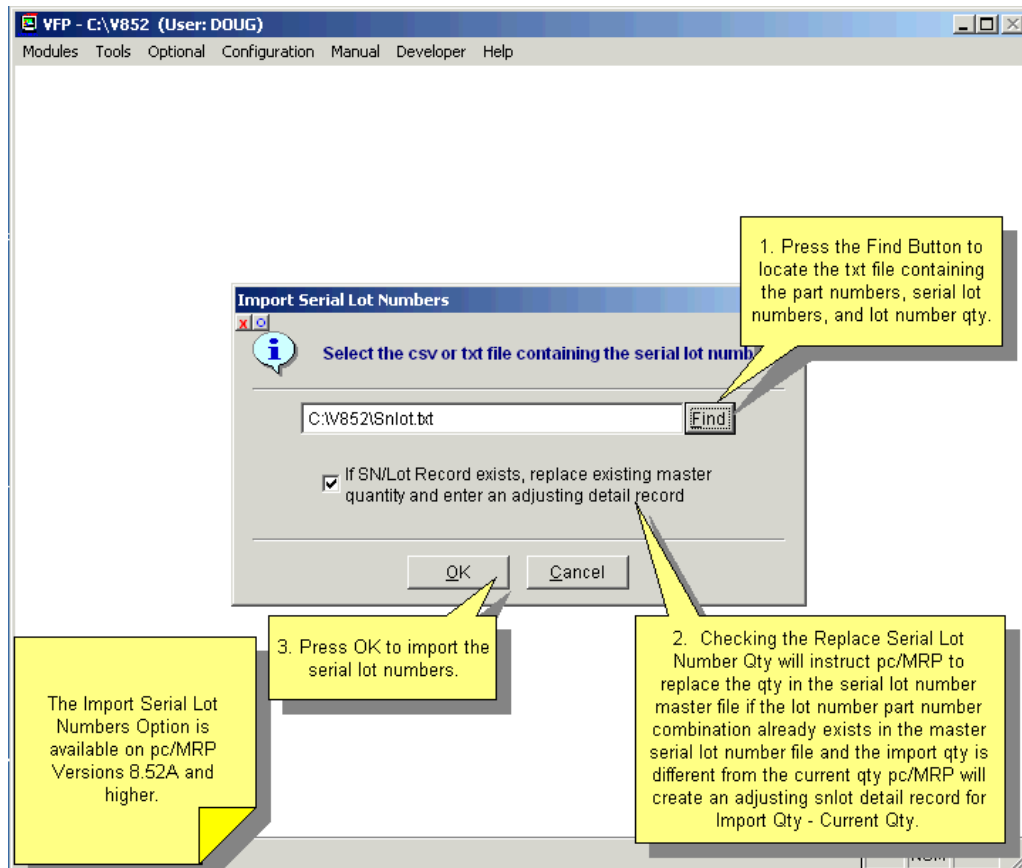 VFP - C:\V852 (User: DOUG)
Modules Tools Optional Configuration Manual Developer Help
1. Press the Find Button to
locate the txt file containing
the part numbers, serial lot
numbers, and lot number qty.
Import Serial Lot Numbers
Select the csv or txt file containing the serial lot numb
C:\V852\Snlot.txt
Find
If SN/Lot Record exists, replace existing master
quantity and enter an adjusting detail record
OK Cancel
3. Press OK to import the
serial lot numbers.
2. Checking the Replace Serial Lot
Number Qty will instruct pc/MRP to
replace the qty in the serial lot number
master file if the lot number part number
combination already exists in the master
serial lot number file and the import qty is
different from the current qty pc/MRP will
create an adjusting snlot detail record for
Import Qty - Current Qty.
The Import Serial Lot
Numbers Option is
available on pc/MRP
Versions 8.52A and
higher.